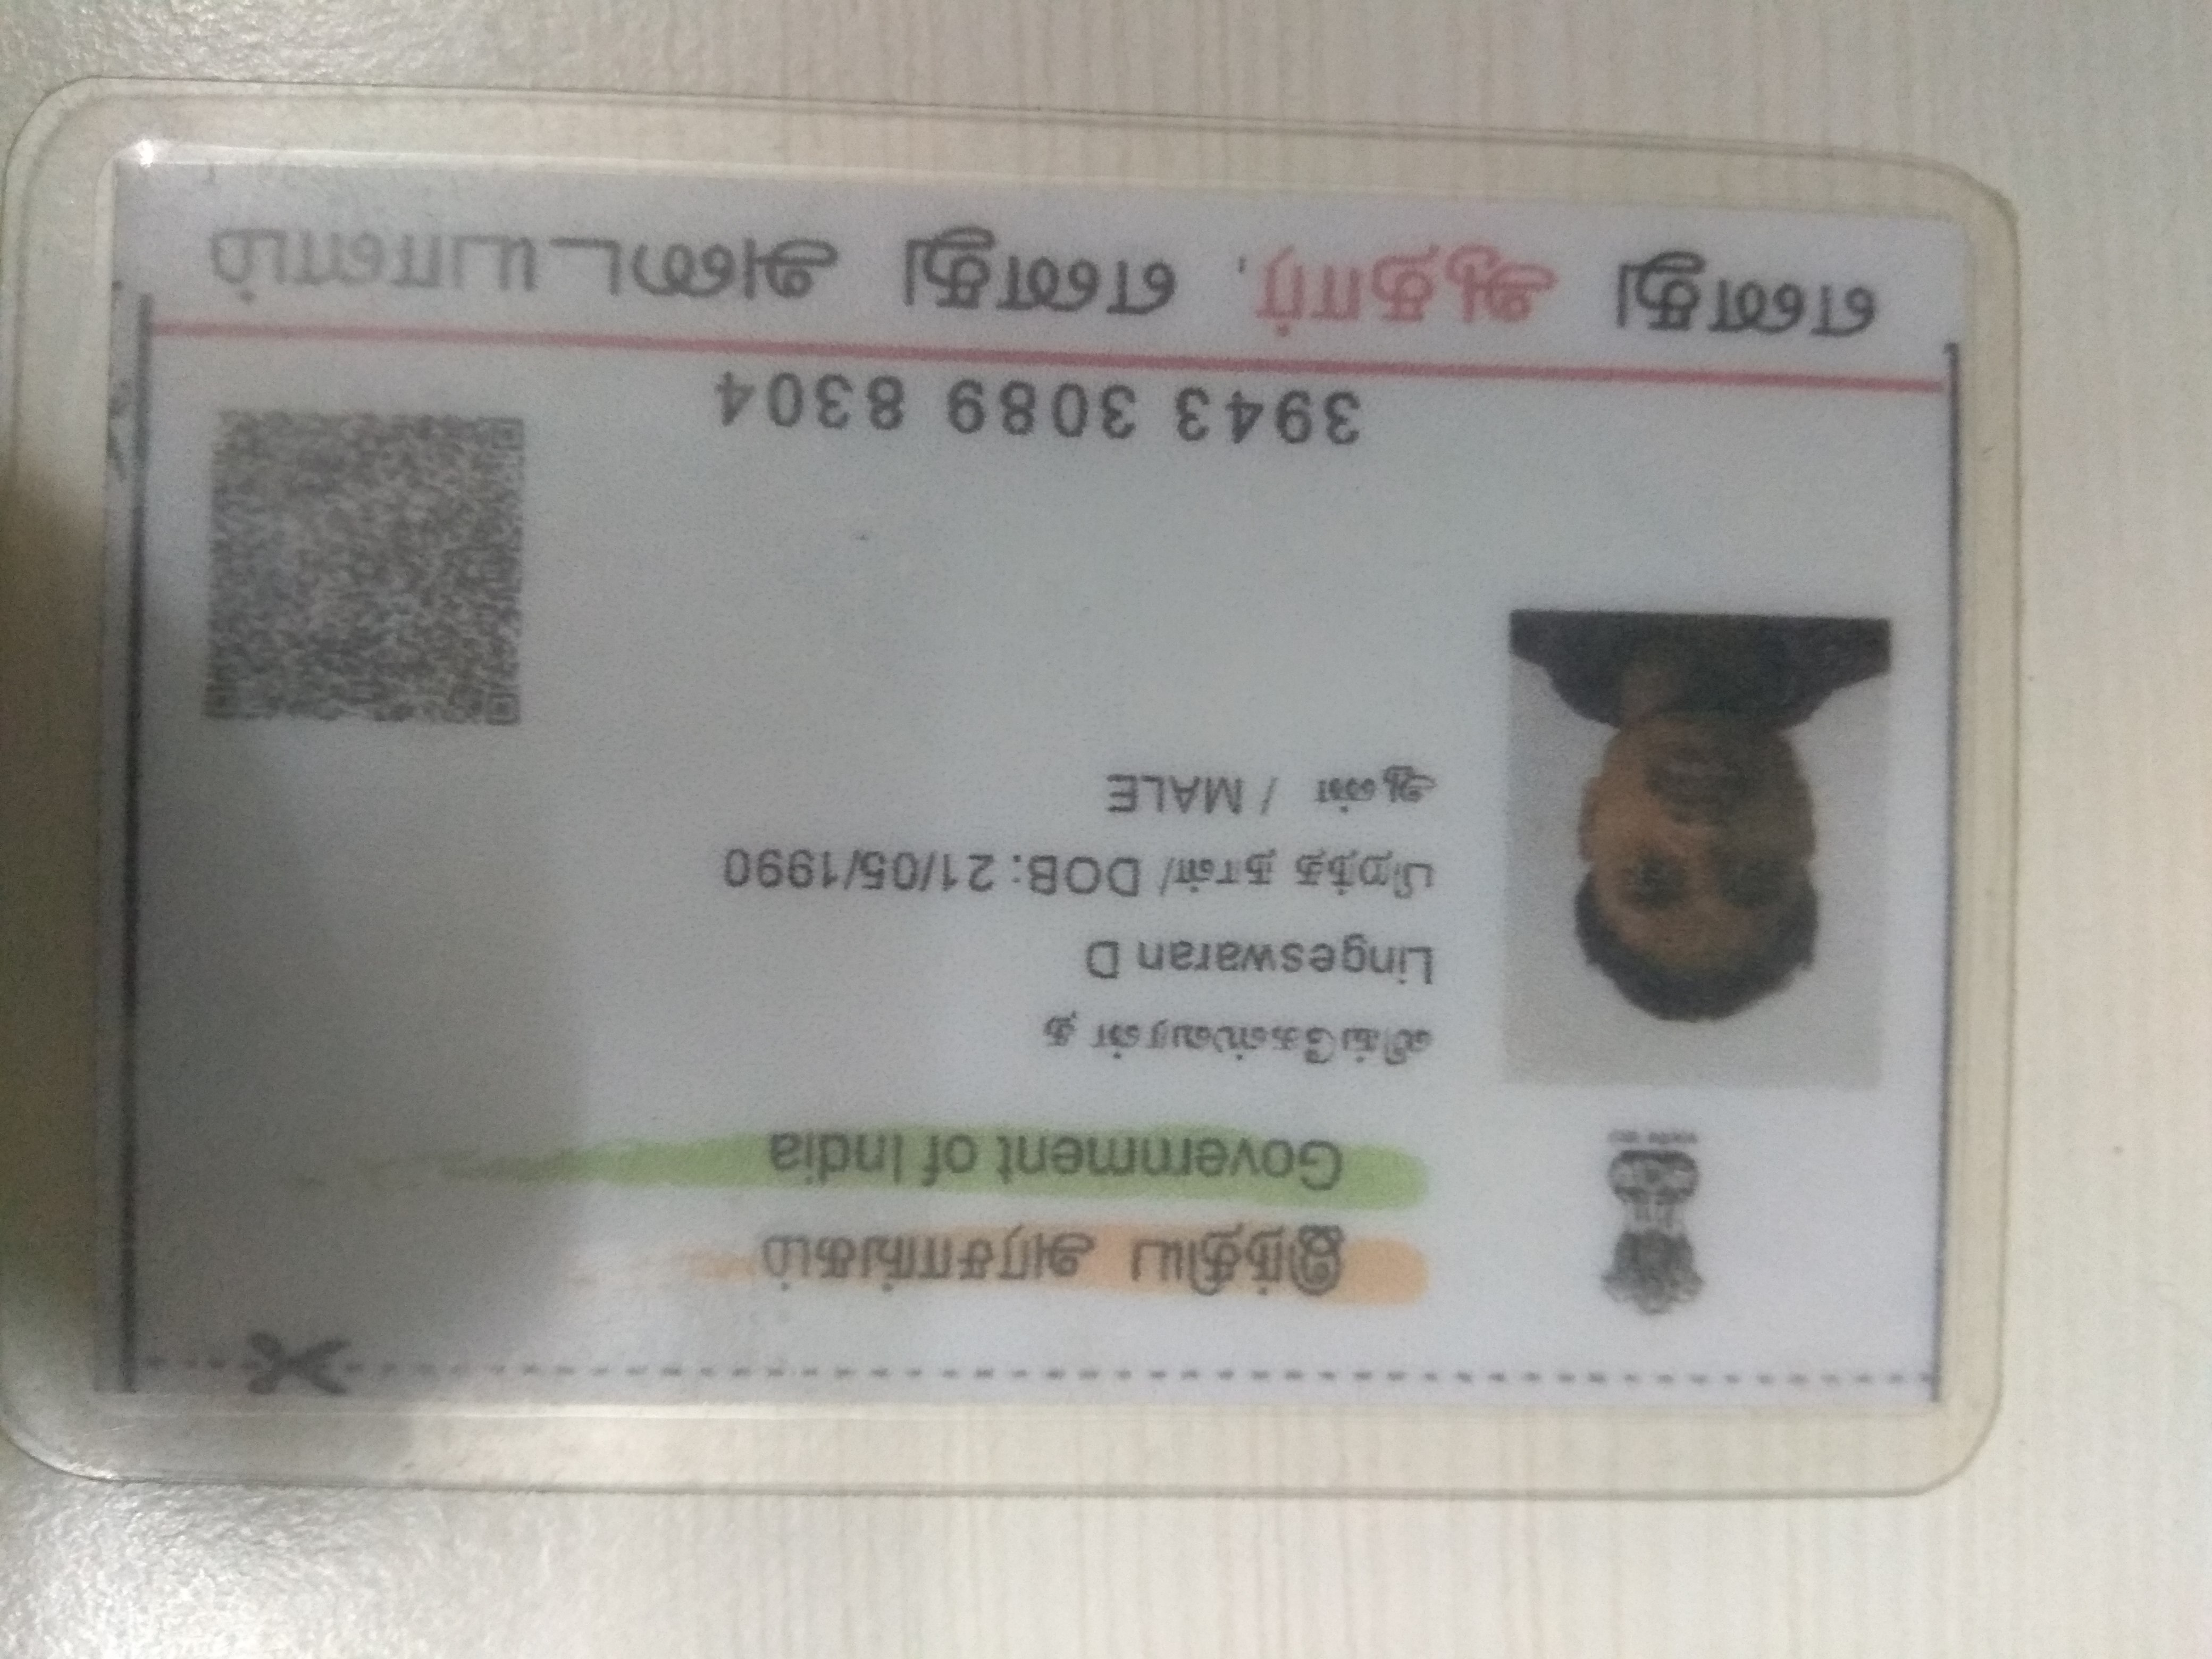 இந்திய அரசாங்கம்
Government of India
லிங்கேஸ்வரன் த
Lingeswaran D
பிறந்த நாள்/ DOB: 21/05/1990
ஆண் / MALE
3943 3089 8304
எனது ஆதார், எனது அடையாளம்